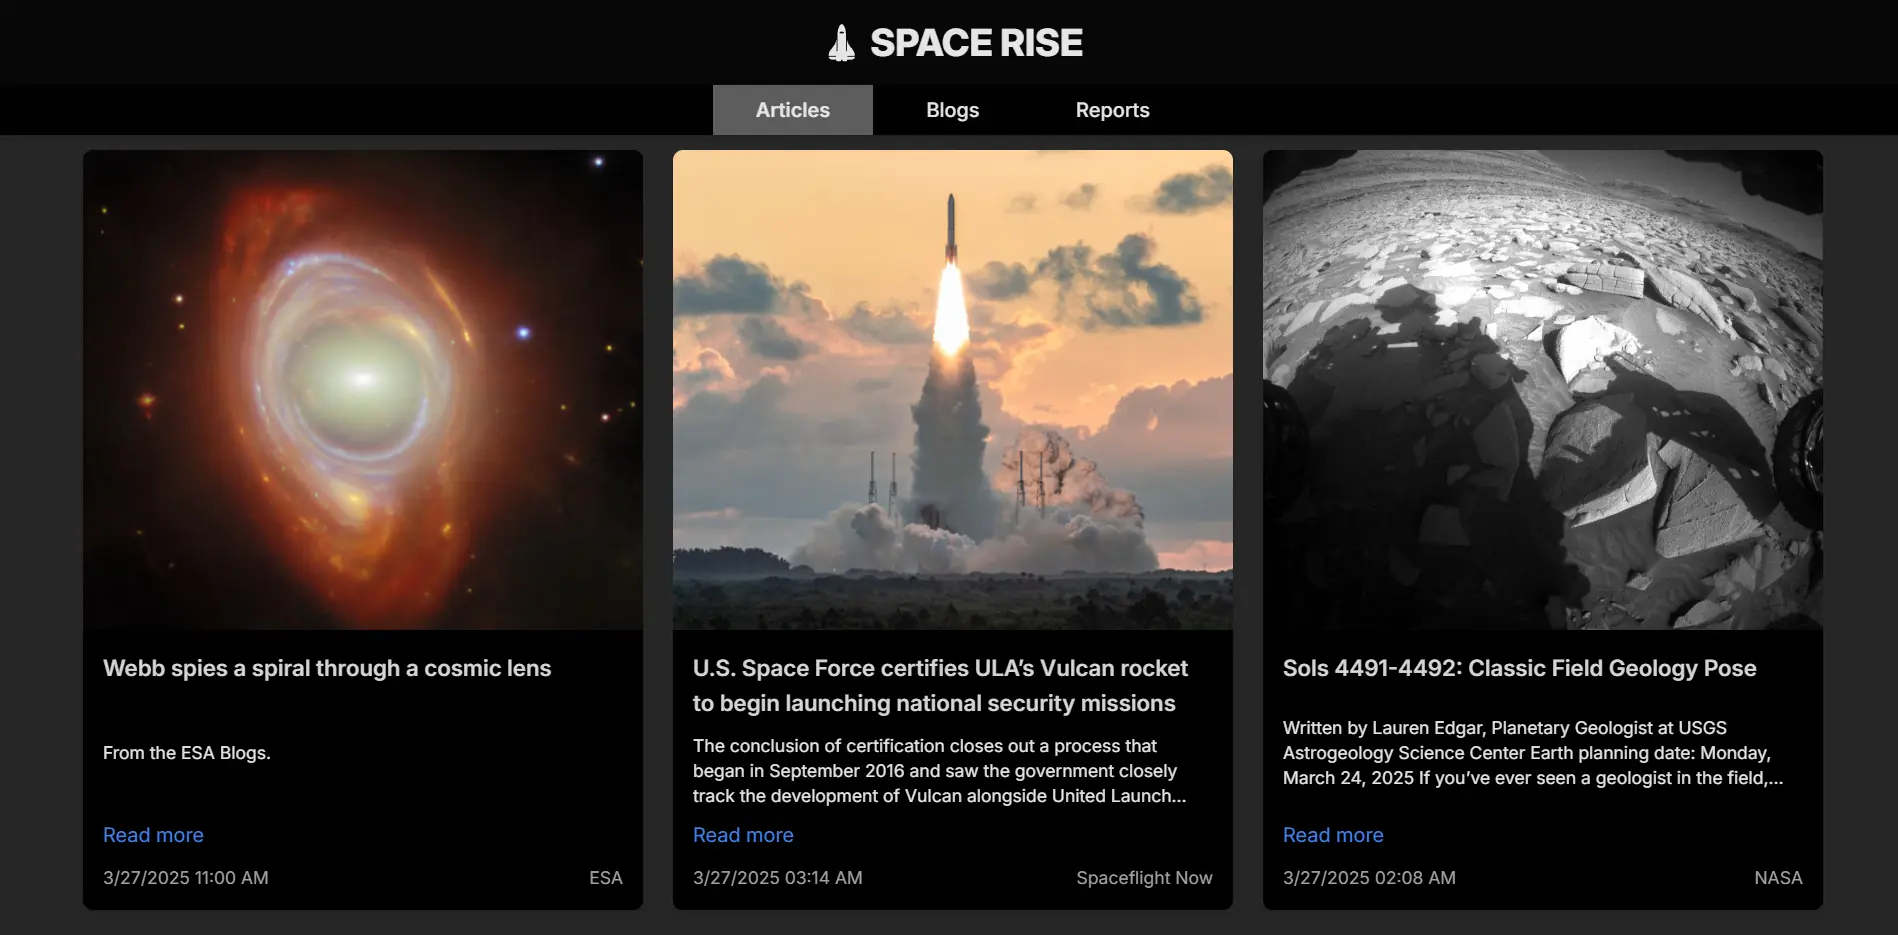 SPACE RISE
Articles
Blogs
Reports
Webb spies a spiral through a cosmic lens
From the ESA Blogs.
Read more
3/27/2025 11:00 AM
ESA
U.S. Space Force certifies ULA’s Vulcan rocket
to begin launching national security missions
The conclusion of certification closes out a process that
began in September 2016 and saw the government closely
track the development of Vulcan alongside United Launch...
Read more
3/27/2025 03:14 AM
Spaceflight Now
Sols 4491-4492: Classic Field Geology Pose
Written by Lauren Edgar, Planetary Geologist at USGS
Astrogeology Science Center Earth planning date: Monday,
March 24, 2025 If you’ve ever seen a geologist in the field,...
Read more
3/27/2025 02:08 AM
NASA